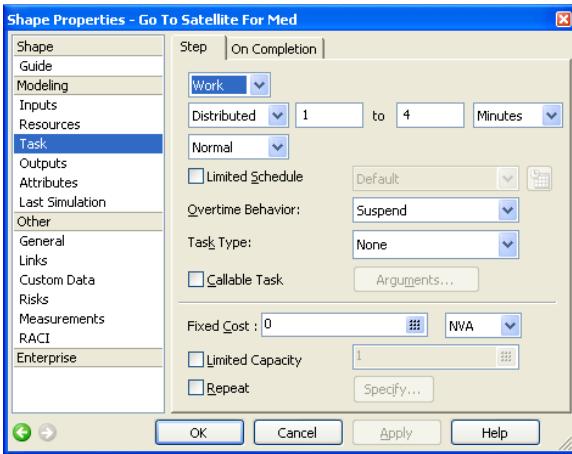 Shape Properties - Go To Satellite For Med
Shape
Guide
Modeling
Inputs
Resources
Task
Outputs
Attributes
Last Simulation
Other
General
Links
Custom Data
Risks
Measurements
RACI
Enterprise
Step On Completion
Work
Distributed 1 to 4 Minutes
Normal
Limited Schedule Default
Overtime Behavior: Suspend
Task Type: None
Callable Task Arguments...
Fixed Cost : 0 NVA
Limited Capacity 1
Repeat Specify...
OK Cancel Apply Help